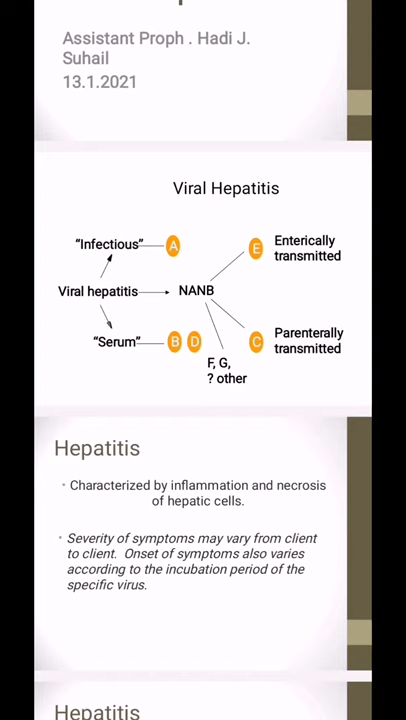 Assistant Proph . Hadi J.
Suhail
13.1.2021
Viral Hepatitis
"Infectious" A
E Enterically
transmitted
Viral hepatitis NANB
"Serum" B D
C Parenterally
transmitted
F, G,
? other
Hepatitis
• Characterized by inflammation and necrosis
of hepatic cells.
• Severity of symptoms may vary from client
to client. Onset of symptoms also varies
according to the incubation period of the
specific virus.
Hepatitis